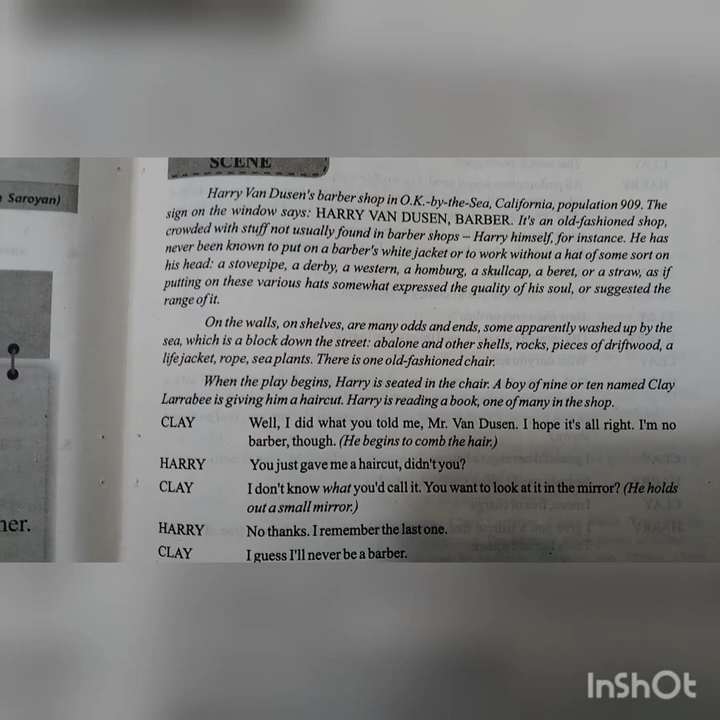 SCENE
Saroyan)
Harry Van Dusen's barber shop in O.K.-by-the-Sea, California, population 909. The
sign on the window says: HARRY VAN DUSEN, BARBER. It's an old-fashioned shop,
crowded with stuff not usually found in barber shops – Harry himself, for instance. He has
never been known to put on a barber's white jacket or to work without a hat of some sort on
his head: a stovepipe, a derby, a western, a homburg, a skullcap, a beret, or a straw, as if
putting on these various hats somewhat expressed the quality of his soul, or suggested the
range of it.
On the walls, on shelves, are many odds and ends, some apparently washed up by the
sea, which is a block down the street: abalone and other shells, rocks, pieces of driftwood, a
life jacket, rope, sea plants. There is one old-fashioned chair.
When the play begins, Harry is seated in the chair. A boy of nine or ten named Clay
Larrabee is giving him a haircut. Harry is reading a book, one of many in the shop.
CLAY Well, I did what you told me, Mr. Van Dusen. I hope it's all right. I'm no
barber, though. (He begins to comb the hair.)
HARRY You just gave me a haircut, didn't you?
CLAY I don't know what you'd call it. You want to look at it in the mirror? (He holds
out a small mirror.)
HARRY No thanks. I remember the last one.
CLAY I guess I'll never be a barber.
ner.
InShOt